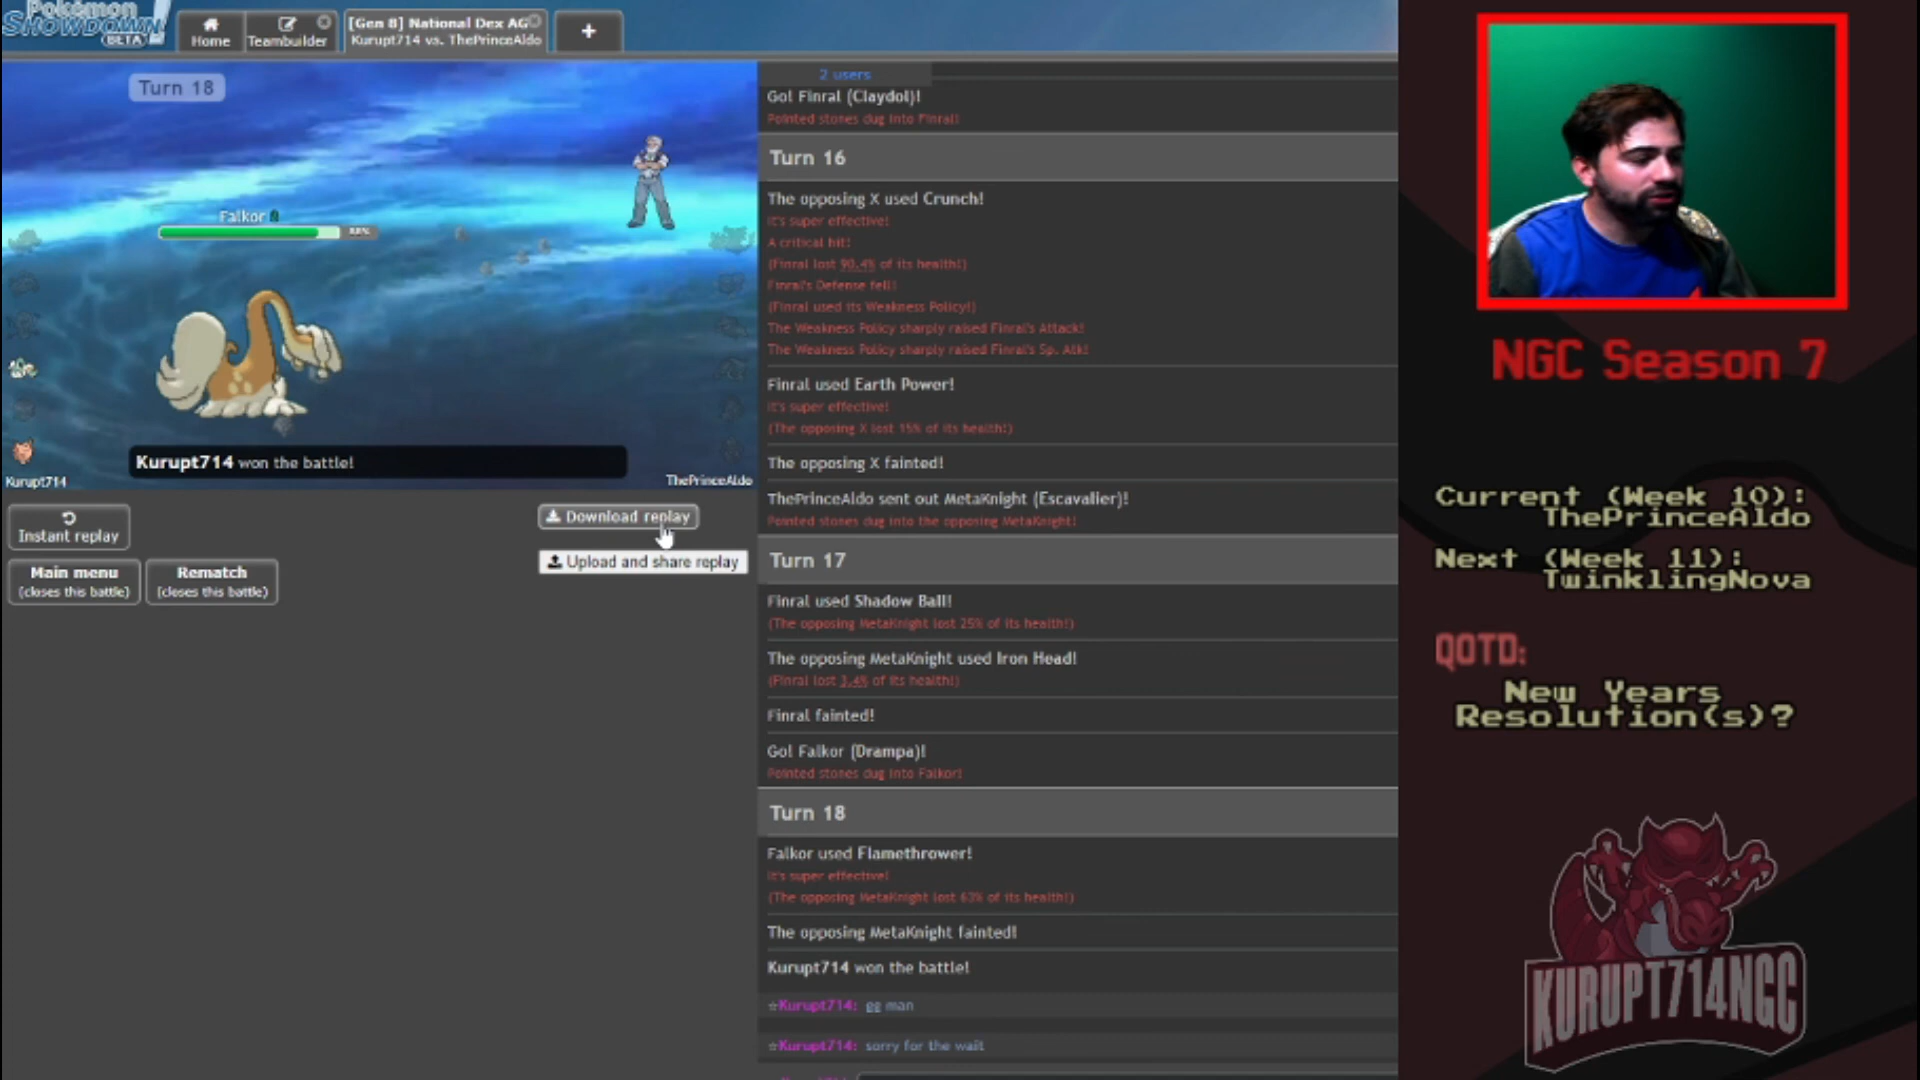 Pokémon
SHOWDOWN!
BETA
Home
Teambuilder
[Gen 8] National Dex AG
Kurupt714 vs. ThePrinceAldo
+
Turn 18
Falkor
88%
Kurupt714 won the battle!
Kurupt714
ThePrinceAldo
Instant replay
Download replay
Upload and share replay
Main menu
(closes this battle)
Rematch
(closes this battle)
2 users
Go! Finral (Claydol)!
Pointed stones dug into Finral!
Turn 16
The opposing X used Crunch!
It's super effective!
A critical hit!
(Finral lost 90.4% of its health!)
Finral's Defense fell!
(Finral used its Weakness Policy!)
The Weakness Policy sharply raised Finral's Attack!
The Weakness Policy sharply raised Finral's Sp. Atk!
Finral used Earth Power!
It's super effective!
(The opposing X lost 15% of its health!)
The opposing X fainted!
ThePrinceAldo sent out MetaKnight (Escavalier)!
Pointed stones dug into the opposing MetaKnight!
Turn 17
Finral used Shadow Ball!
(The opposing MetaKnight lost 25% of its health!)
The opposing MetaKnight used Iron Head!
(Finral lost 3.4% of its health!)
Finral fainted!
Go! Falkor (Drampa)!
Pointed stones dug into Falkor!
Turn 18
Falkor used Flamethrower!
It's super effective!
(The opposing MetaKnight lost 63% of its health!)
The opposing MetaKnight fainted!
Kurupt714 won the battle!
☆Kurupt714: gg man
☆Kurupt714: sorry for the wait
NGC Season 7
Current (Week 10):
ThePrinceAldo
Next (Week 11):
TwinklingNova
QOTD:
New Years
Resolution(s)?
KURUPT714NGC